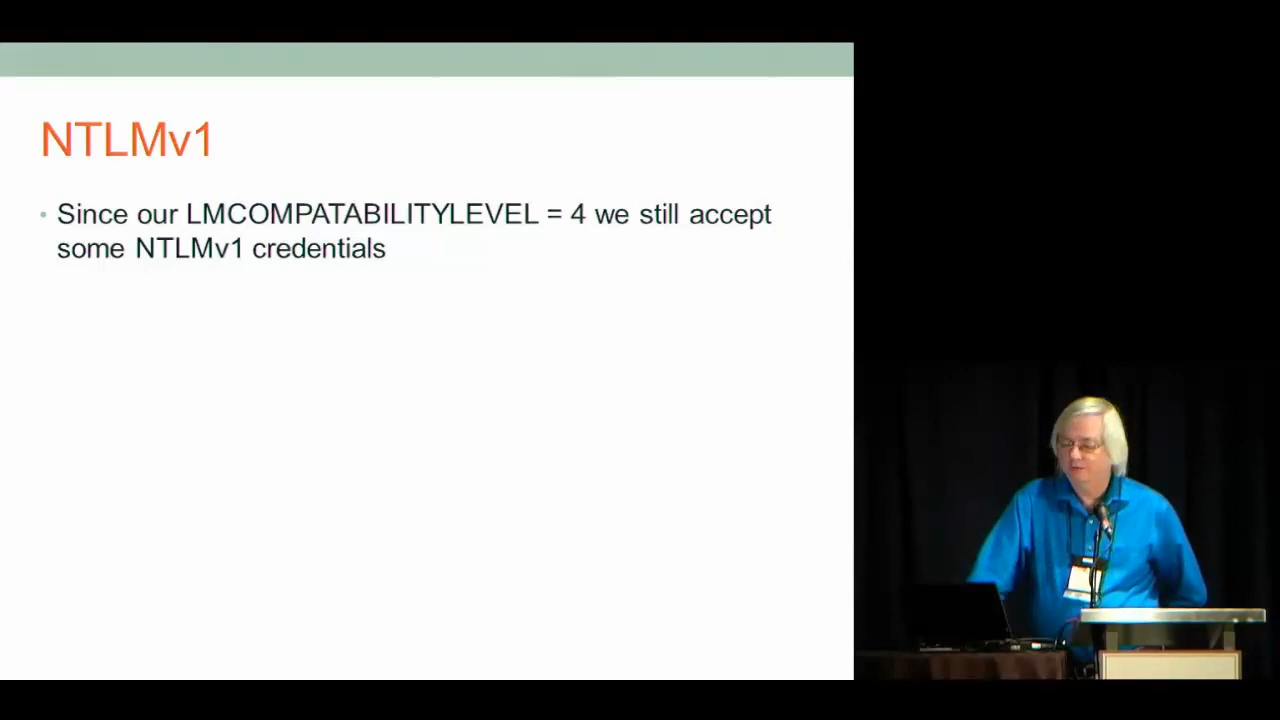 NTLMv1
• Since our LMCOMPATABILITYLEVEL = 4 we still accept
some NTLMv1 credentials